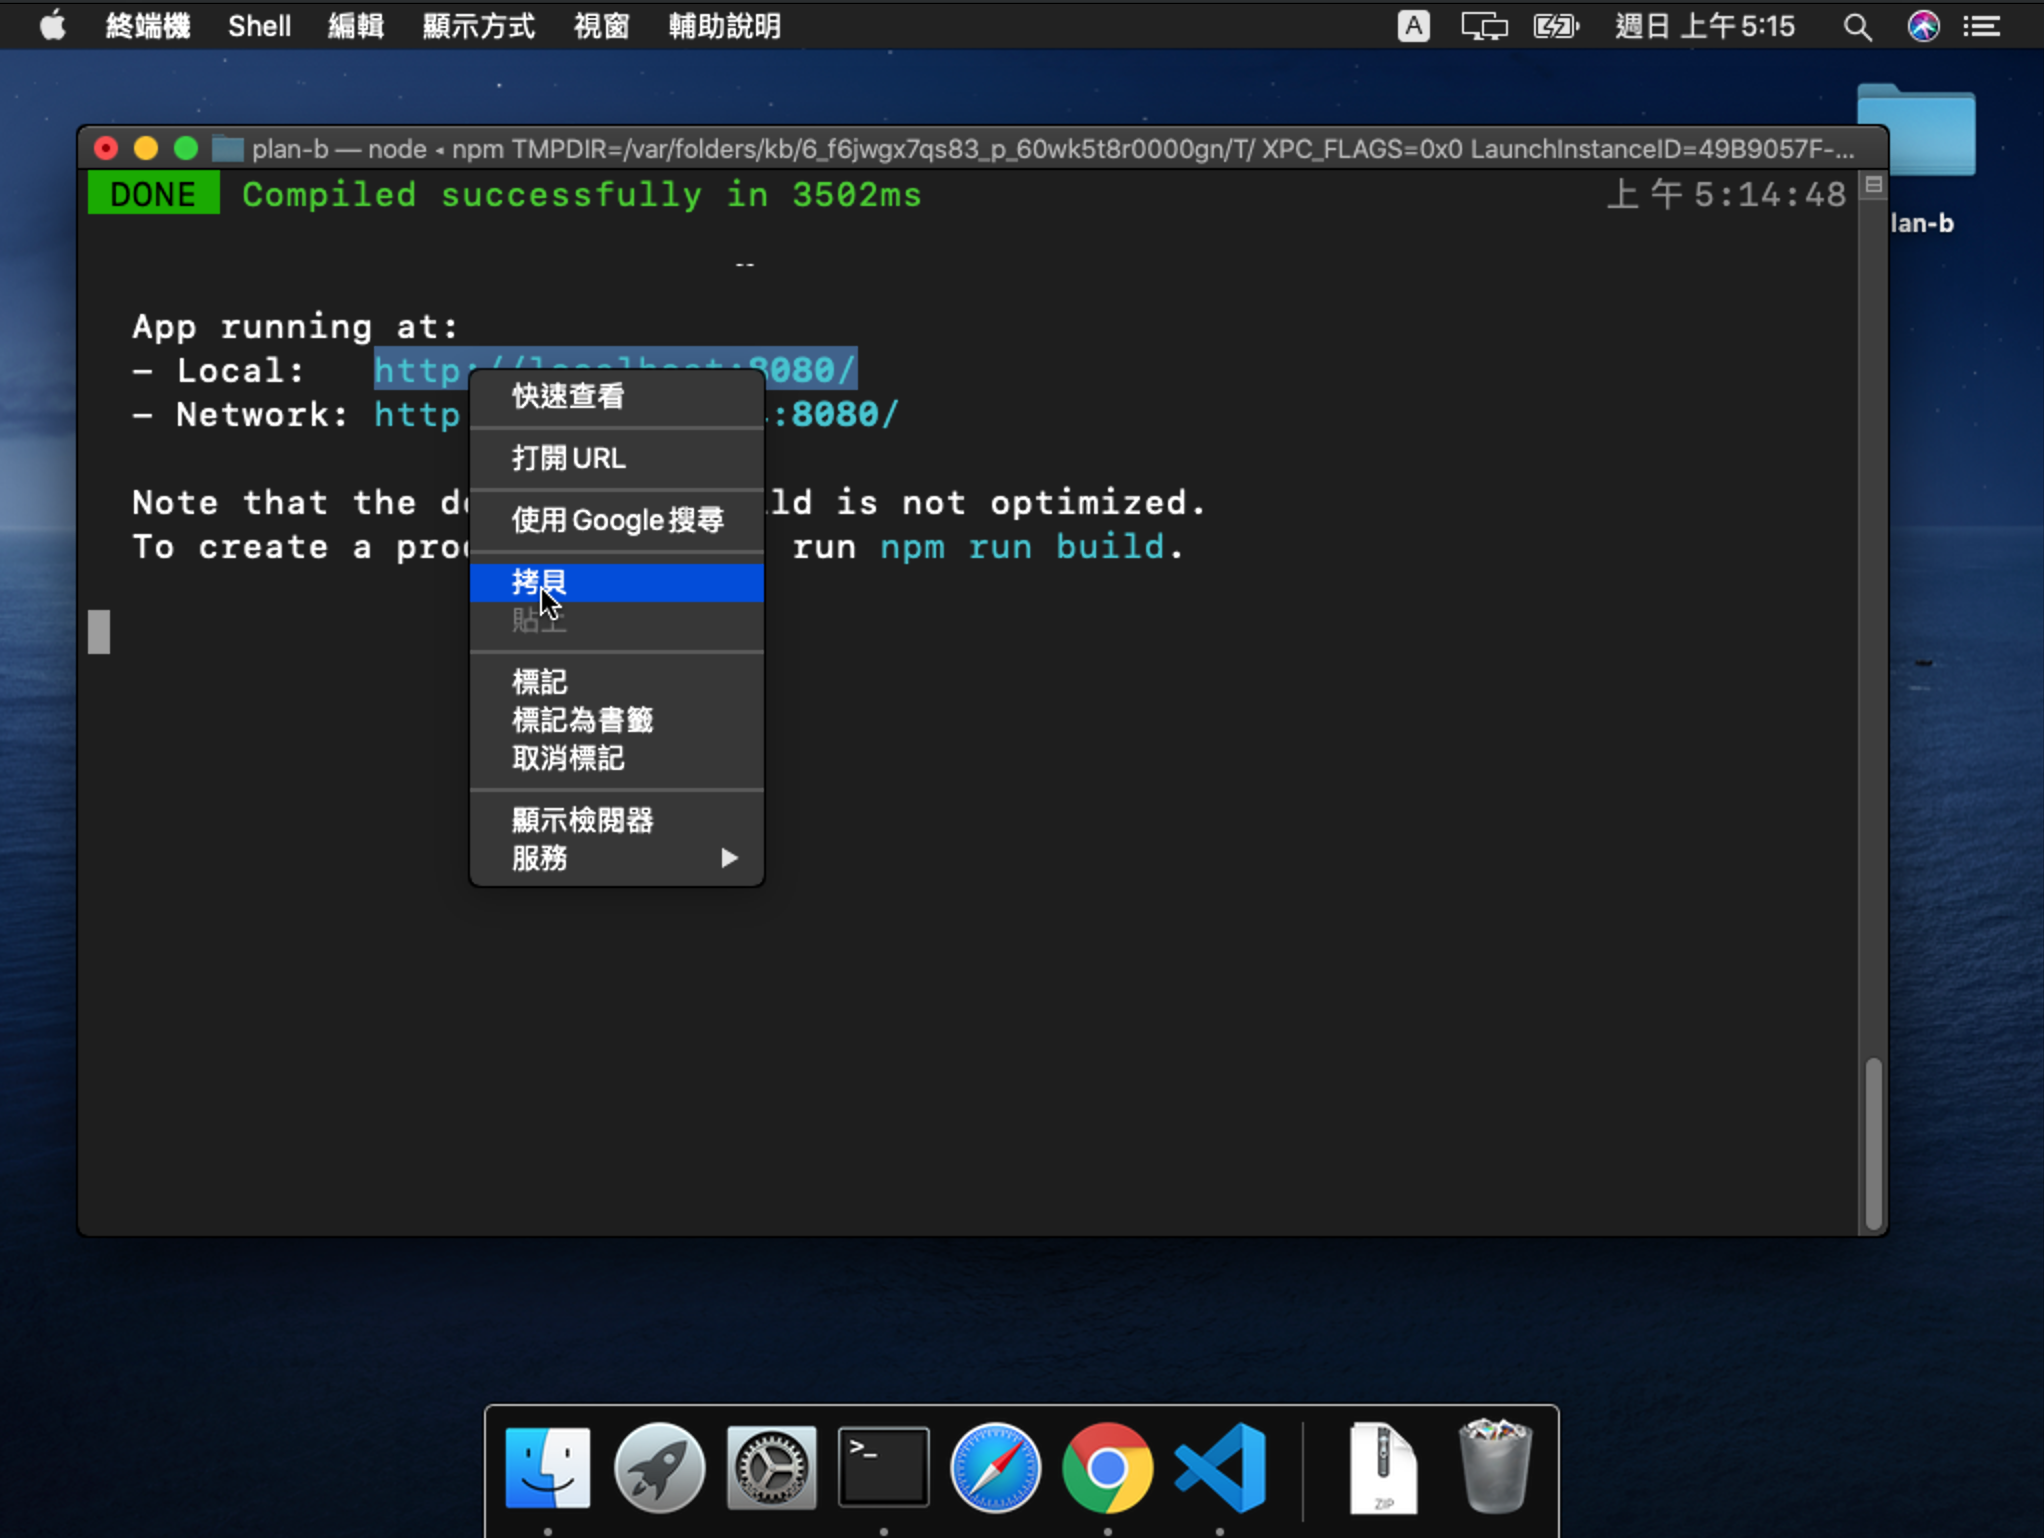 終端機 Shell 編輯 顯示方式 視窗 輔助說明 A 週日 上午5:15
plan-b — node ◂ npm TMPDIR=/var/folders/kb/6_f6jwgx7qs83_p_60wk5t8r0000gn/T/ XPC_FLAGS=0x0 LaunchInstanceID=49B9057F-...
DONE Compiled successfully in 3502ms 上午5:14:48
lan-b
App running at:
- Local: http://localhost:8080/
- Network: http :8080/
Note that the d ld is not optimized.
To create a pro run npm run build.
快速查看
打開 URL
使用 Google 搜尋
拷貝
貼上
標記
標記為書籤
取消標記
顯示檢閱器
服務
>_
ZIP